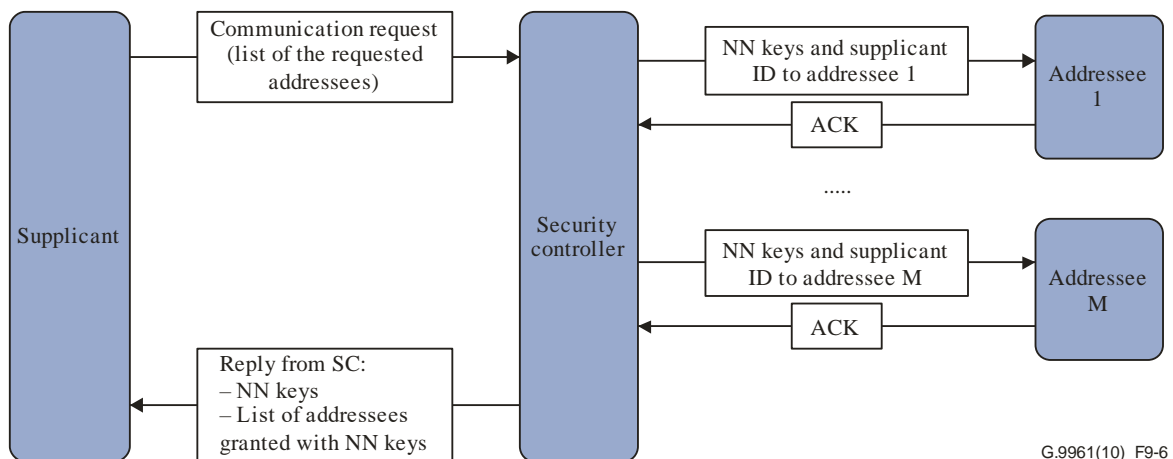 Supplicant
Communication request
(list of the requested
addressees)
Security
controller
NN keys and supplicant
ID to addressee 1
ACK
Addressee
1
.....
NN keys and supplicant
ID to addressee M
ACK
Addressee
M
Reply from SC:
– NN keys
– List of addressees
granted with NN keys
G.9961(10)_F9-6